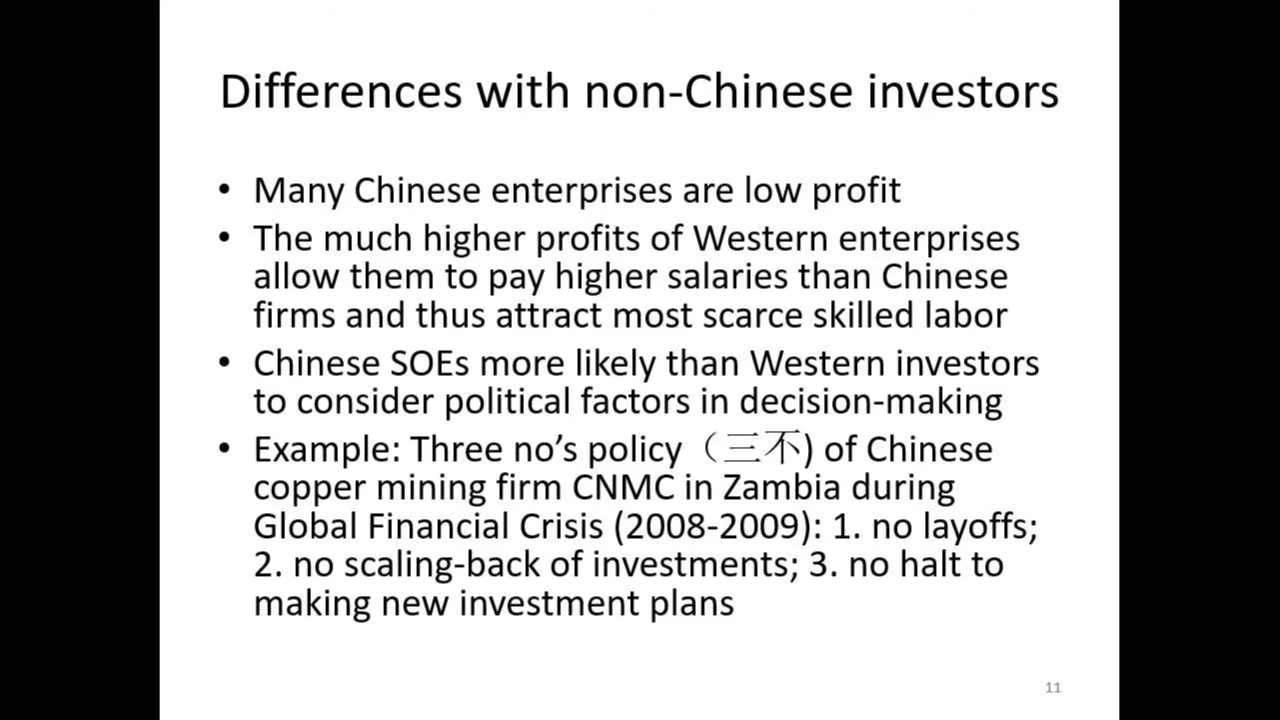 Differences with non-Chinese investors
• Many Chinese enterprises are low profit
• The much higher profits of Western enterprises
allow them to pay higher salaries than Chinese
firms and thus attract most scarce skilled labor
• Chinese SOEs more likely than Western investors
to consider political factors in decision-making
• Example: Three no’s policy（三不) of Chinese
copper mining firm CNMC in Zambia during
Global Financial Crisis (2008-2009): 1. no layoffs;
2. no scaling-back of investments; 3. no halt to
making new investment plans
11